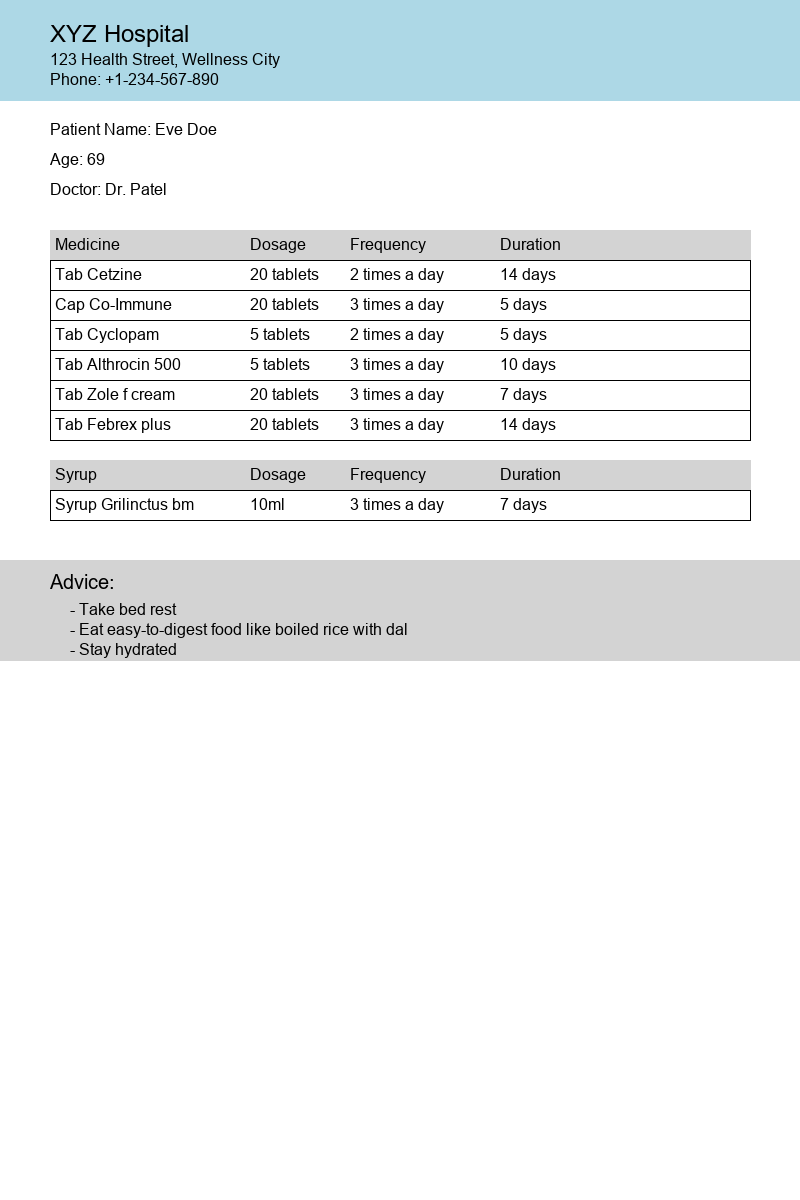 XYZ Hospital
123 Health Street, Wellness City
Phone: +1-234-567-890
Patient Name: Eve Doe
Age: 69
Doctor: Dr. Patel
Medicine Dosage Frequency Duration
Tab Cetzine 20 tablets 2 times a day 14 days
Cap Co-Immune 20 tablets 3 times a day 5 days
Tab Cyclopam 5 tablets 2 times a day 5 days
Tab Althrocin 500 5 tablets 3 times a day 10 days
Tab Zole f cream 20 tablets 3 times a day 7 days
Tab Febrex plus 20 tablets 3 times a day 14 days
Syrup Dosage Frequency Duration
Syrup Grilinctus bm 10ml 3 times a day 7 days
Advice:
- Take bed rest
- Eat easy-to-digest food like boiled rice with dal
- Stay hydrated